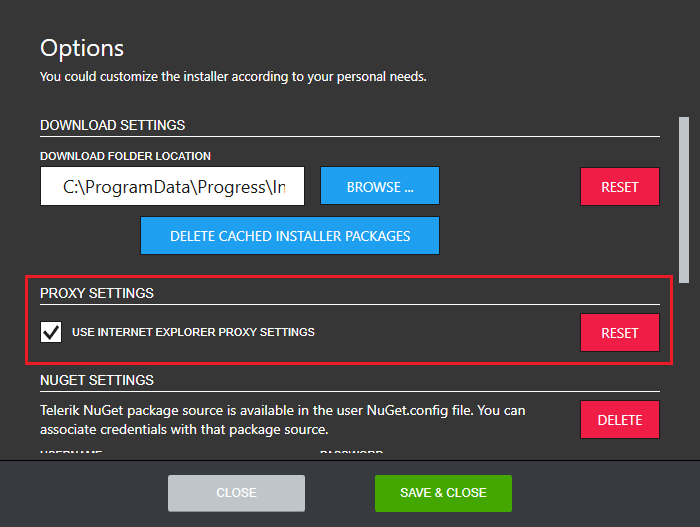 Options
You could customize the installer according to your personal needs.
DOWNLOAD SETTINGS
DOWNLOAD FOLDER LOCATION
C:\ProgramData\Progress\In
BROWSE ...
RESET
DELETE CACHED INSTALLER PACKAGES
PROXY SETTINGS
USE INTERNET EXPLORER PROXY SETTINGS
RESET
NUGET SETTINGS
Telerik NuGet package source is available in the user NuGet.config file. You can
associate credentials with that package source.
DELETE
USERNAME
PASSWORD
CLOSE
SAVE & CLOSE